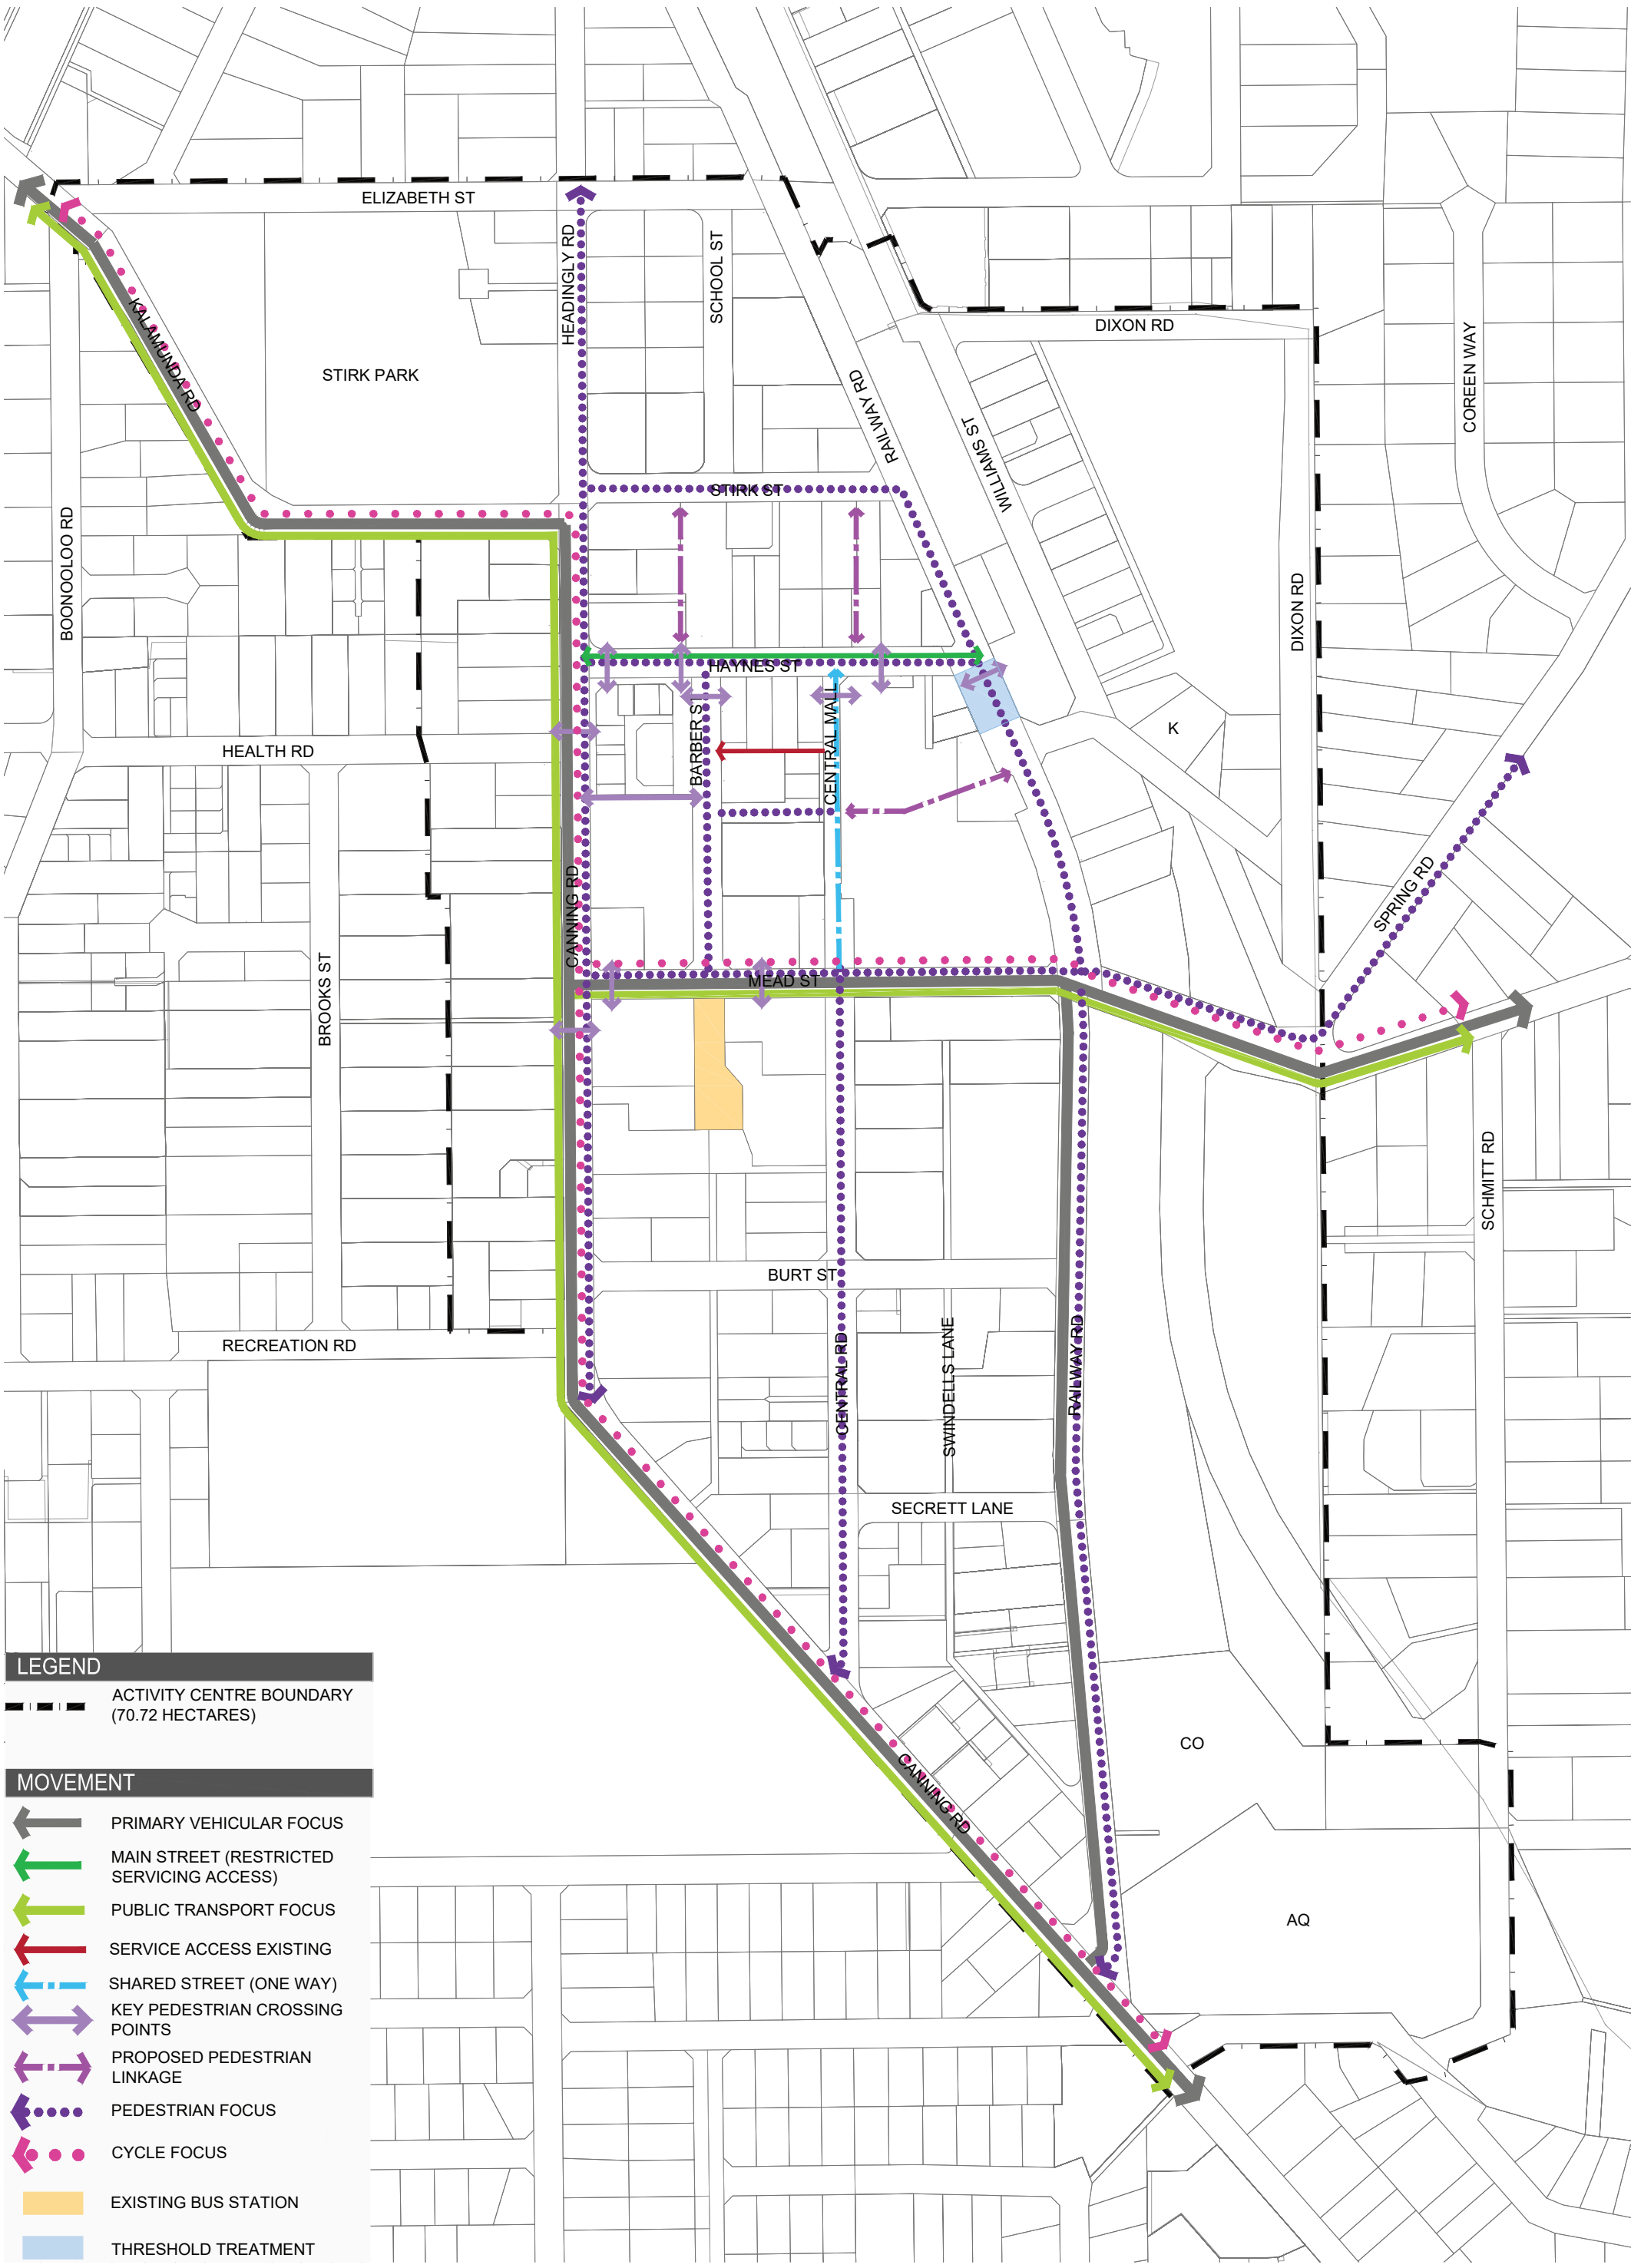 ELIZABETH ST
HEADINGLY RD
SCHOOL ST
DIXON RD
COREEN WAY
KALAMUNDA RD
STIRK PARK
RAILWAY RD
WILLIAMS ST
STIRK ST
BOONOOLOO RD
DIXON RD
HAYNES ST
BARBER ST
CENTRAL MALL
K
HEALTH RD
CANNING RD
SPRING RD
BROOKS ST
MEAD ST
SCHMITT RD
BURT ST
RECREATION RD
CENTRAL RD
SWINDELLS LANE
RAILWAY RD
SECRETT LANE
CO
CANNING RD
AQ
LEGEND
ACTIVITY CENTRE BOUNDARY
(70.72 HECTARES)
MOVEMENT
PRIMARY VEHICULAR FOCUS
MAIN STREET (RESTRICTED
SERVICING ACCESS)
PUBLIC TRANSPORT FOCUS
SERVICE ACCESS EXISTING
SHARED STREET (ONE WAY)
KEY PEDESTRIAN CROSSING
POINTS
PROPOSED PEDESTRIAN
LINKAGE
PEDESTRIAN FOCUS
CYCLE FOCUS
EXISTING BUS STATION
THRESHOLD TREATMENT